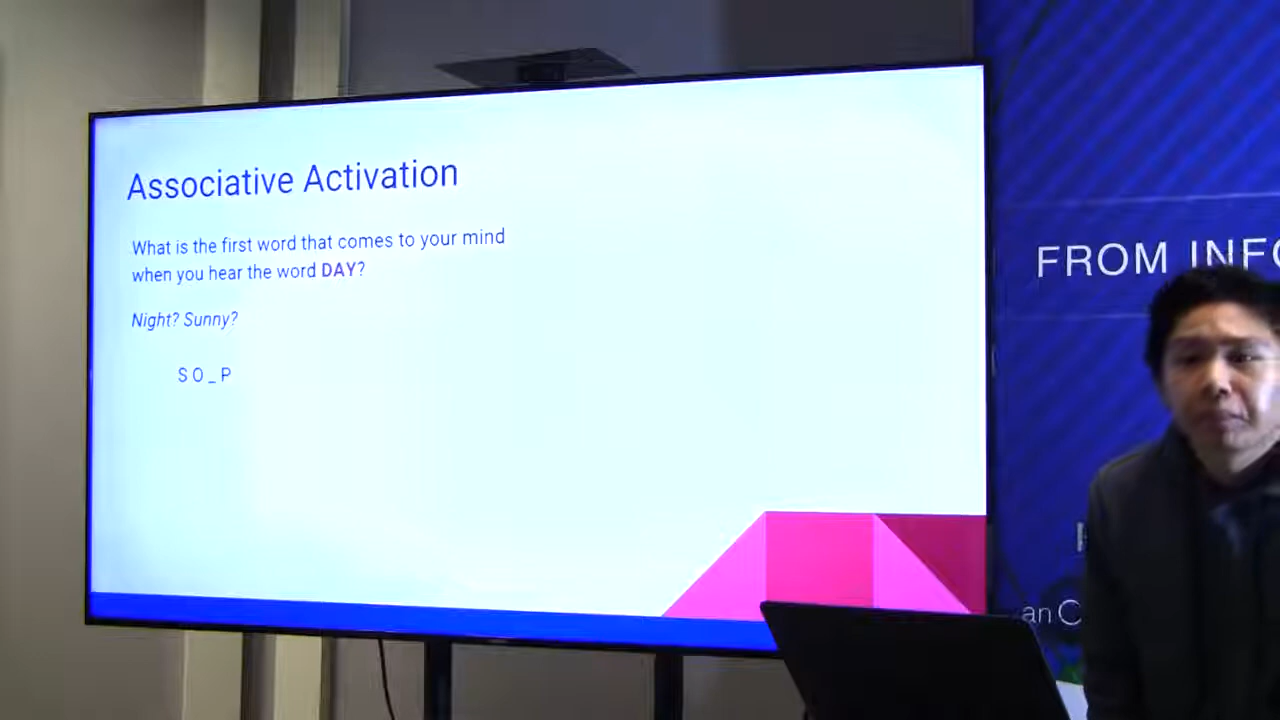 Associative Activation
What is the first word that comes to your mind
when you hear the word DAY?
Night? Sunny?
S O _ P
FROM
an